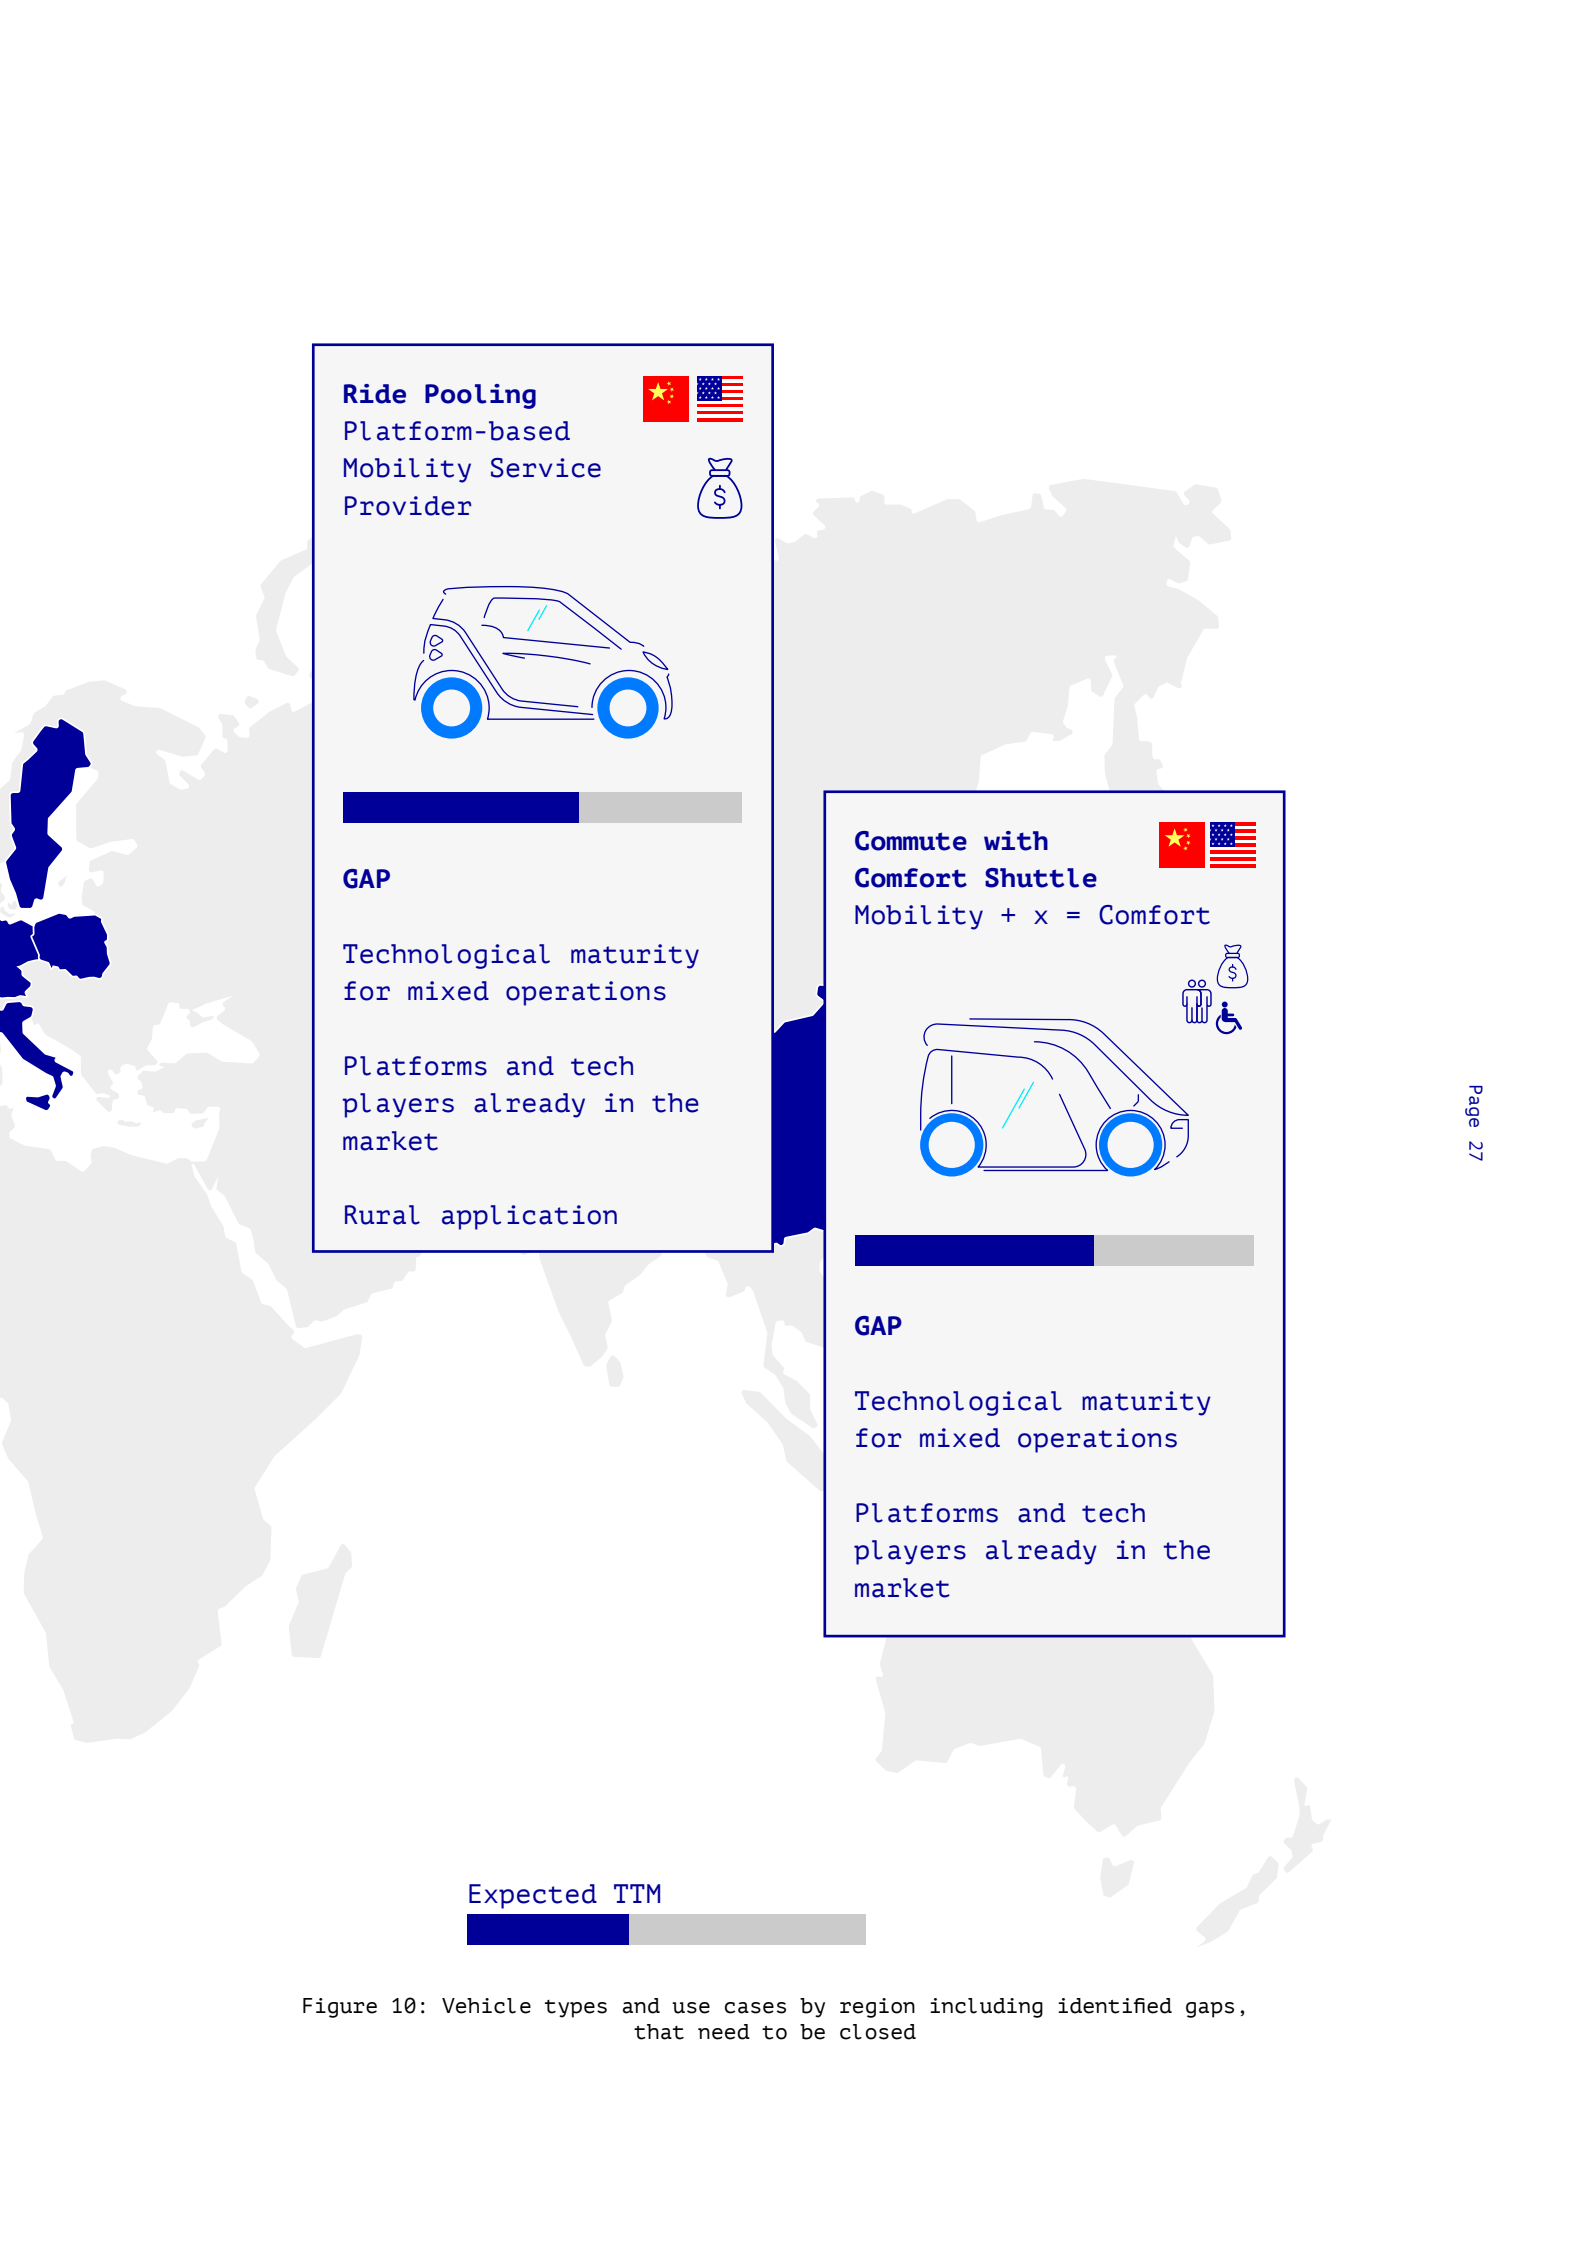 Ride Pooling
Platform-based
Mobility Service
Provider
$
GAP
Technological maturity
for mixed operations
Platforms and tech
players already in the
market
Rural application
Commute with
Comfort Shuttle
Mobility + x = Comfort
$
GAP
Technological maturity
for mixed operations
Platforms and tech
players already in the
market
Page 27
Expected TTM
Figure 10: Vehicle types and use cases by region including identified gaps,
that need to be closed